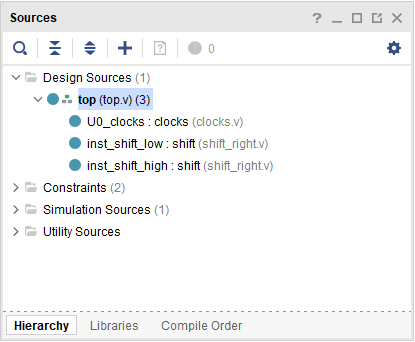 Sources
? 
0
Design Sources (1)
top (top.v) (3)
U0_clocks : clocks (clocks.v)
inst_shift_low : shift (shift_right.v)
inst_shift_high : shift (shift_right.v)
Constraints (2)
Simulation Sources (1)
Utility Sources
Hierarchy Libraries Compile Order